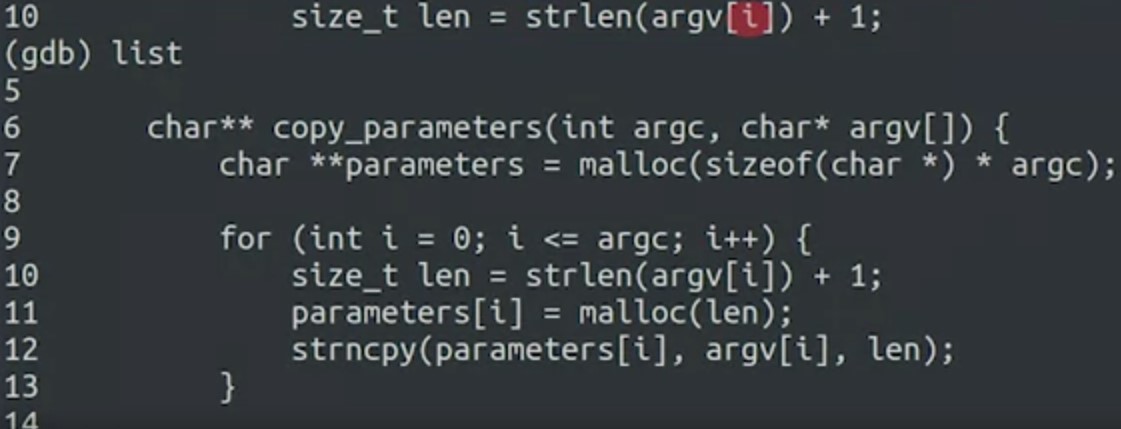 10 size_t len = strlen(argv[i]) + 1;
(gdb) list
5
6 char** copy_parameters(int argc, char* argv[]) {
7 char **parameters = malloc(sizeof(char *) * argc);
8
9 for (int i = 0; i <= argc; i++) {
10 size_t len = strlen(argv[i]) + 1;
11 parameters[i] = malloc(len);
12 strncpy(parameters[i], argv[i], len);
13 }
14